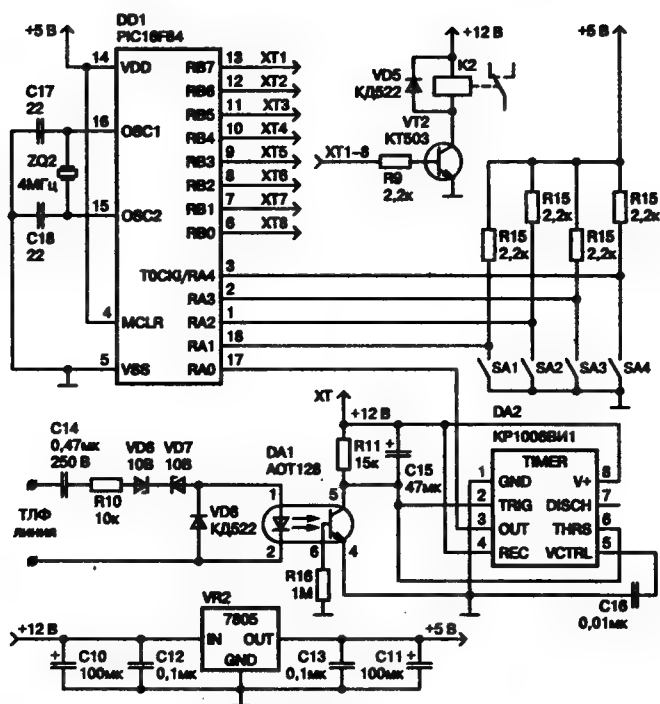 DD1
PIC16F84
+5 В
14
VDD
C17
22
16
OSC1
ZQ2
4МГц
15
OSC2
C18
22
4
MCLR
5
VSS
RB7
13
XT1
RB6
12
XT2
RB5
11
XT3
RB4
10
XT4
RB3
9
XT5
RB2
8
XT6
RB1
7
XT7
RB0
6
XT8
T0CKI/RA4
3
RA3
2
RA2
1
RA1
18
RA0
17
+12 В
K2
VD5
КД522
VT2
КТ503
XT1-8
R9
2,2к
+5 В
R15
2,2к
R15
2,2к
R15
2,2к
R15
2,2к
SA1
SA2
SA3
SA4
C14
0,47мк
250 В
R10
10к
VD6
10В
VD7
10В
VD8
КД522
ТЛФ
линия
DA1
АОТ128
1
2
5
6
4
R16
1М
XT
+12 В
R11
15к
+
C15
47мк
DA2
КР1006ВИ1
TIMER
1
GND
2
TRIG
3
OUT
4
REC
V+
8
DISCH
7
THRS
6
VCTRL
5
C16
0,01мк
+12 В
+
C10
100мк
C12
0,1мк
VR2
7805
IN
OUT
GND
C13
0,1мк
C11
+
100мк
+5 В